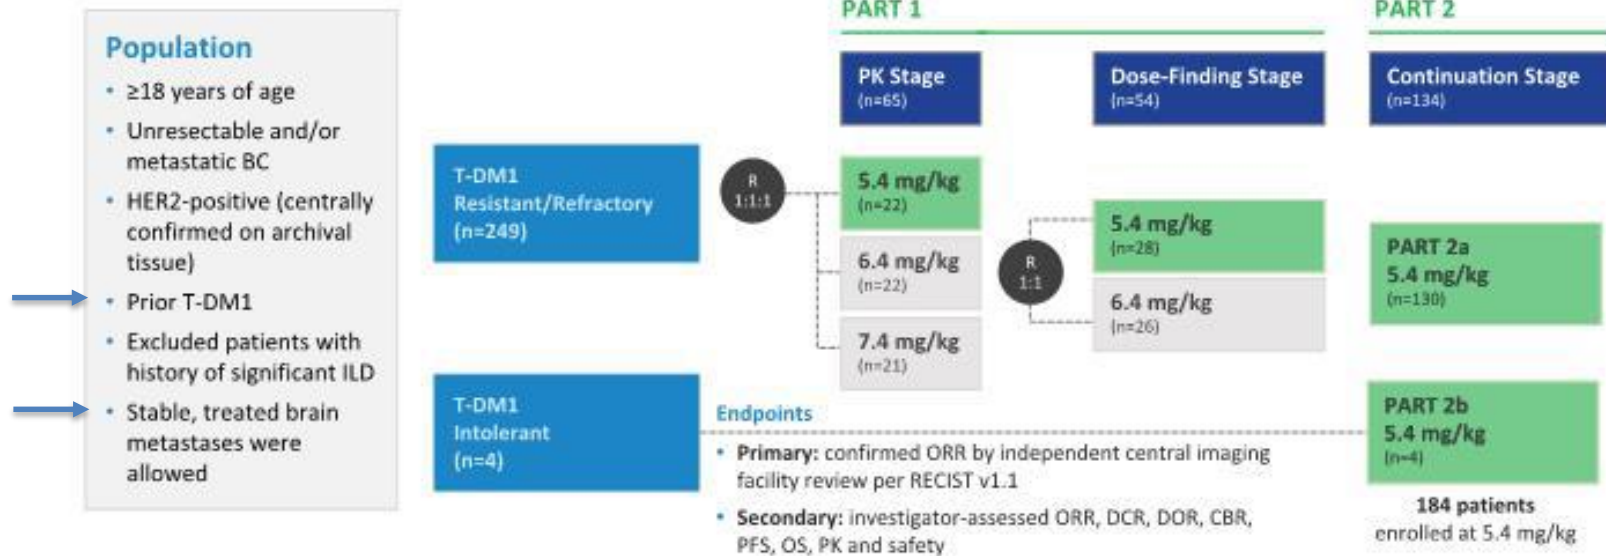 Population
• ≥18 years of age
• Unresectable and/or
metastatic BC
• HER2-positive (centrally
confirmed on archival
tissue)
• Prior T-DM1
• Excluded patients with
history of significant ILD
• Stable, treated brain
metastases were
allowed
T-DM1
Resistant/Refractory
(n=249)
T-DM1
Intolerant
(n=4)
PART 1
PK Stage
(n=65)
R
1:1:1
5.4 mg/kg
(n=22)
6.4 mg/kg
(n=22)
7.4 mg/kg
(n=21)
Dose-Finding Stage
(n=54)
R
1:1
5.4 mg/kg
(n=28)
6.4 mg/kg
(n=26)
PART 2
Continuation Stage
(n=134)
PART 2a
5.4 mg/kg
(n=130)
PART 2b
5.4 mg/kg
(n=4)
184 patients
enrolled at 5.4 mg/kg
Endpoints
• Primary: confirmed ORR by independent central imaging
facility review per RECIST v1.1
• Secondary: investigator-assessed ORR, DCR, DOR, CBR,
PFS, OS, PK and safety